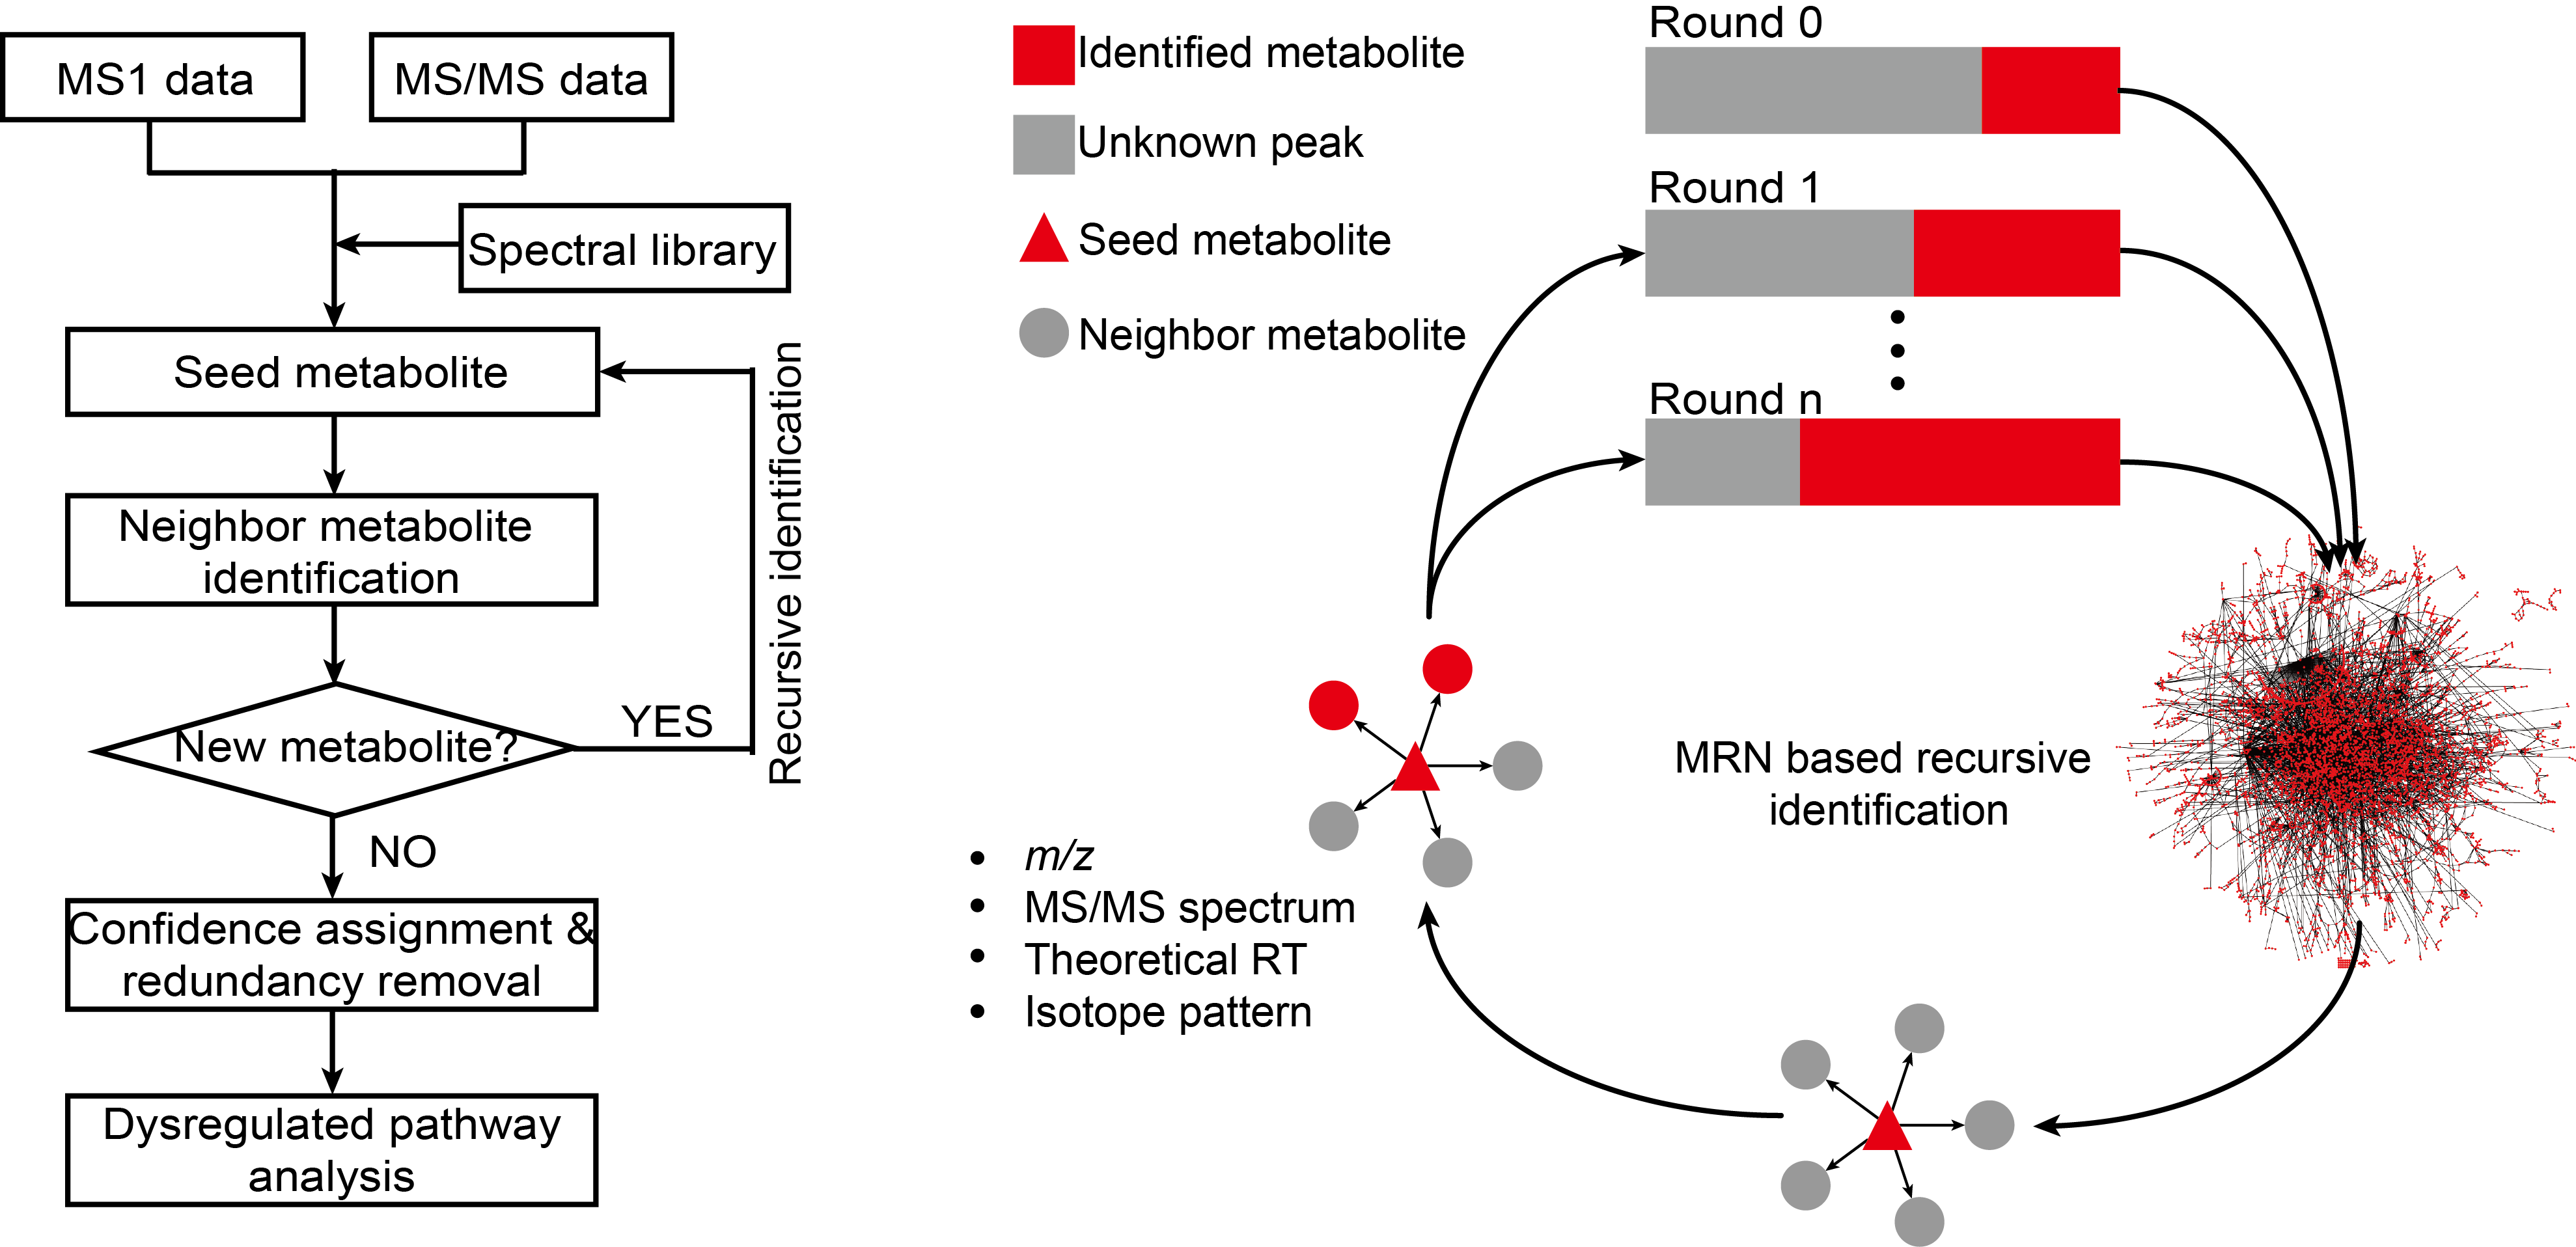 MS1 data
MS/MS data
Spectral library
Seed metabolite
Neighbor metabolite
identification
New metabolite?
YES
Recursive identification
NO
Confidence assignment &
redundancy removal
Dysregulated pathway
analysis
Identified metabolite
Unknown peak
Seed metabolite
Neighbor metabolite
Round 0
Round 1
Round n
MRN based recursive
identification
• m/z
• MS/MS spectrum
• Theoretical RT
• Isotope pattern